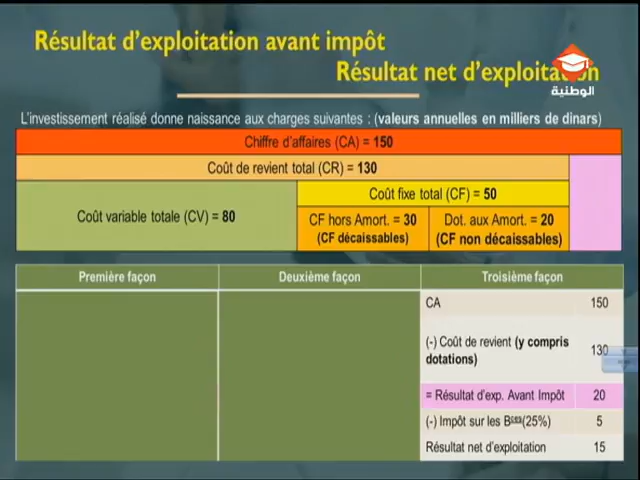 Résultat d'exploitation avant impôt
Résultat net d'exploitation
الوطنية
L'investissement réalisé donne naissance aux charges suivantes : (valeurs annuelles en milliers de dinars)
Chiffre d'affaires (CA) = 150
Coût de revient total (CR) = 130
Coût fixe total (CF) = 50
Coût variable totale (CV) = 80
CF hors Amort. = 30
(CF décaissables)
Dot. aux Amort. = 20
(CF non décaissables)
Première façon
Deuxième façon
Troisième façon
CA 150
(-) Coût de revient (y compris
dotations) 130
= Résultat d'exp. Avant Impôt 20
(-) Impôt sur les Bces(25%) 5
Résultat net d'exploitation 15